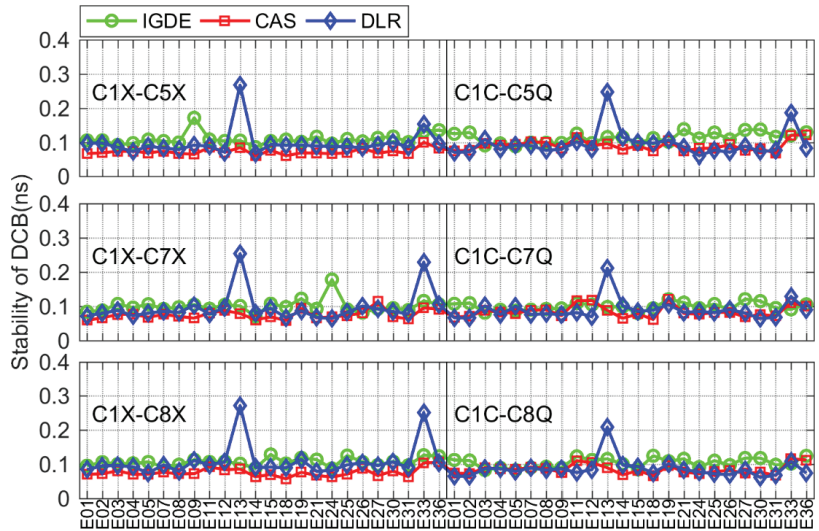 IGDE CAS DLR
Stability of DCB(ns)
0.4
0.3
0.2
0.1
0
C1X-C5X
C1C-C5Q
0.4
0.3
0.2
0.1
0
C1X-C7X
C1C-C7Q
0.4
0.3
0.2
0.1
0
C1X-C8X
C1C-C8Q
E01 E02 E03 E04 E05 E07 E08 E09 E11 E12 E13 E14 E15 E18 E19 E21 E24 E25 E26 E27 E30 E31 E33 E36 E01 E02 E03 E04 E05 E07 E08 E09 E11 E12 E13 E14 E15 E18 E19 E21 E24 E25 E26 E27 E30 E31 E33 E36